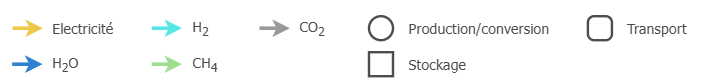 Electricité H₂ CO₂ Production/conversion Transport
H₂O CH₄ Stockage